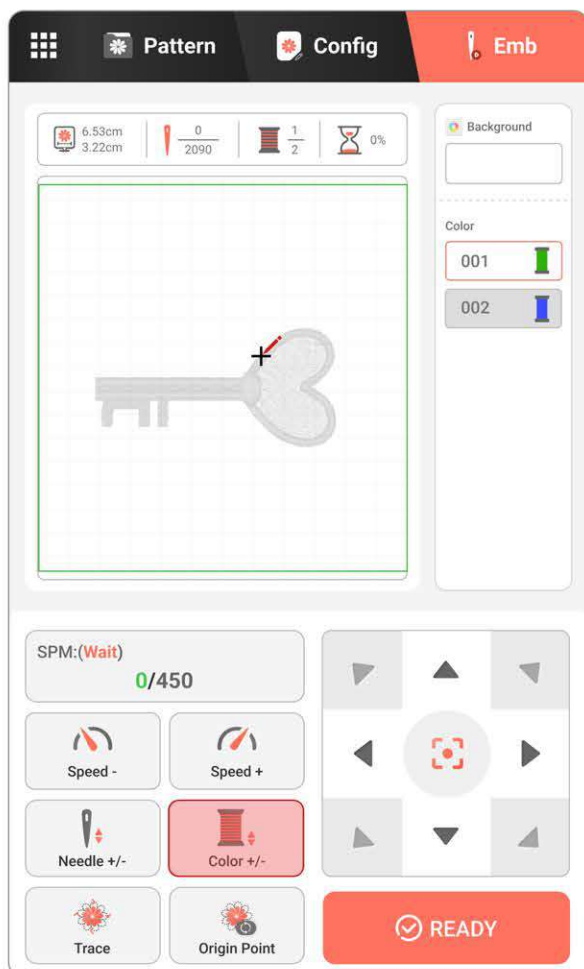 Pattern
Config
Emb
6.53cm
3.22cm
0
2090
1
2
0%
Background
Color
001
002
SPM:(Wait)
0/450
Speed -
Speed +
Needle +/-
Color +/-
Trace
Origin Point
READY